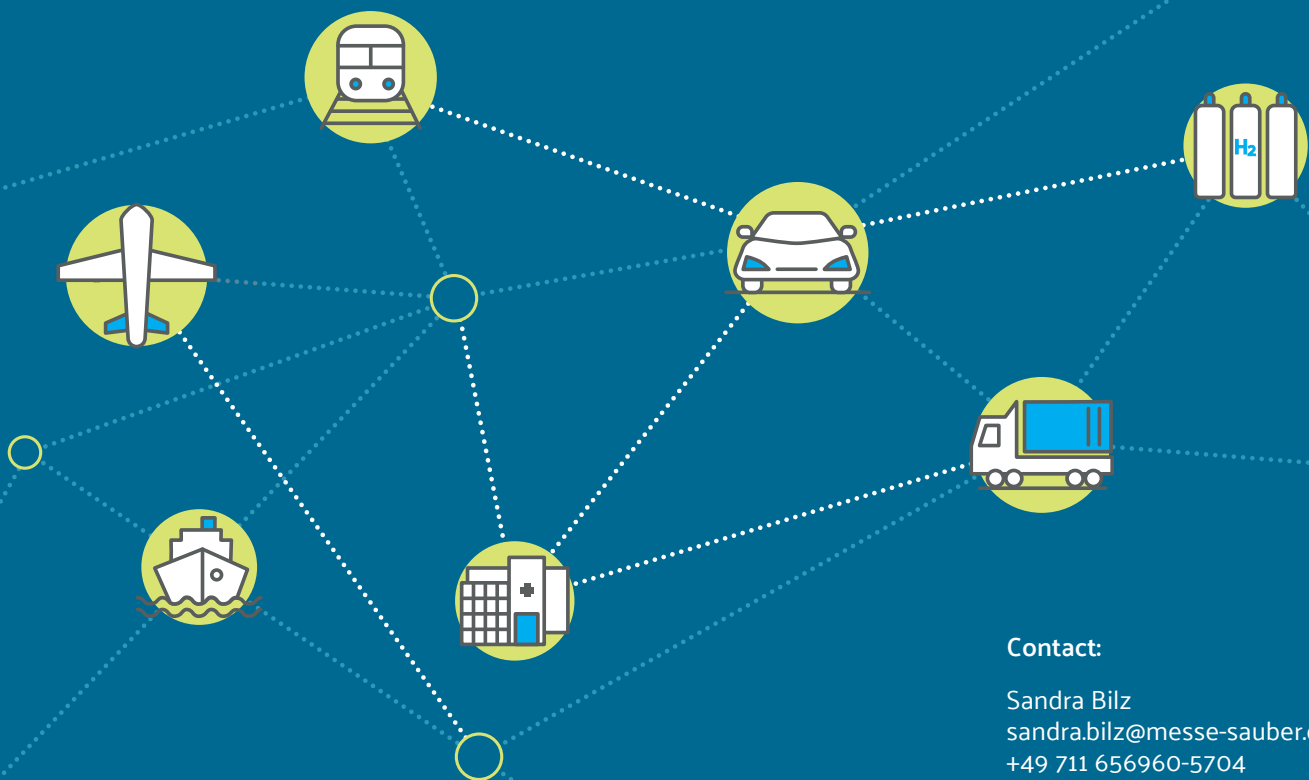 H₂
Contact:
Sandra Bilz
sandra.bilz@messe-sauber.
+49 711 656960-5704